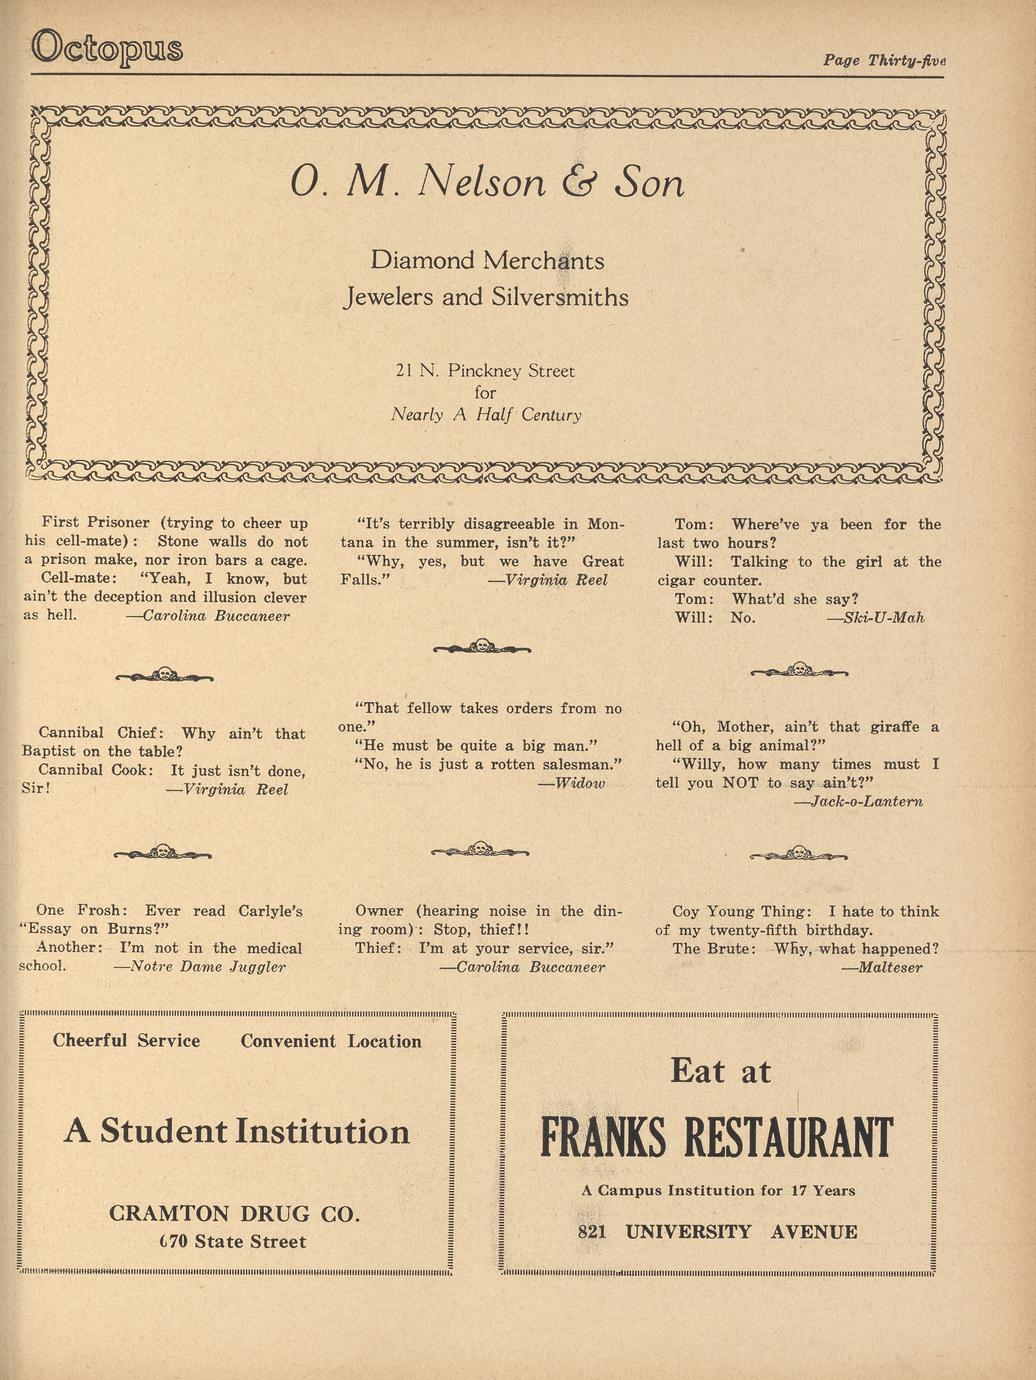 Octopus
Page Thirty-five
O. M. Nelson & Son
Diamond Merchants
Jewelers and Silversmiths
21 N. Pinckney Street
for
Nearly A Half Century
First Prisoner (trying to cheer up
his cell-mate): Stone walls do not
a prison make, nor iron bars a cage.
Cell-mate: “Yeah, I know, but
ain’t the deception and illusion clever
as hell. —Carolina Buccaneer
Cannibal Chief: Why ain’t that
Baptist on the table?
Cannibal Cook: It just isn’t done,
Sir! —Virginia Reel
One Frosh: Ever read Carlyle’s
“Essay on Burns?”
Another: I’m not in the medical
school. —Notre Dame Juggler
“It’s terribly disagreeable in Mon-
tana in the summer, isn’t it?”
“Why, yes, but we have Great
Falls.” —Virginia Reel
“That fellow takes orders from no
one.”
“He must be quite a big man.”
“No, he is just a rotten salesman.”
—Widow
Owner (hearing noise in the din-
ing room): Stop, thief!!
Thief: I’m at your service, sir.”
—Carolina Buccaneer
Tom: Where’ve ya been for the
last two hours?
Will: Talking to the girl at the
cigar counter.
Tom: What’d she say?
Will: No. —Ski-U-Mah
“Oh, Mother, ain’t that giraffe a
hell of a big animal?”
“Willy, how many times must I
tell you NOT to say ain’t?”
—Jack-o-Lantern
Coy Young Thing: I hate to think
of my twenty-fifth birthday.
The Brute: Why, what happened?
—Malteser
Cheerful Service Convenient Location
A Student Institution
CRAMTON DRUG CO.
670 State Street
Eat at
FRANKS RESTAURANT
A Campus Institution for 17 Years
821 UNIVERSITY AVENUE